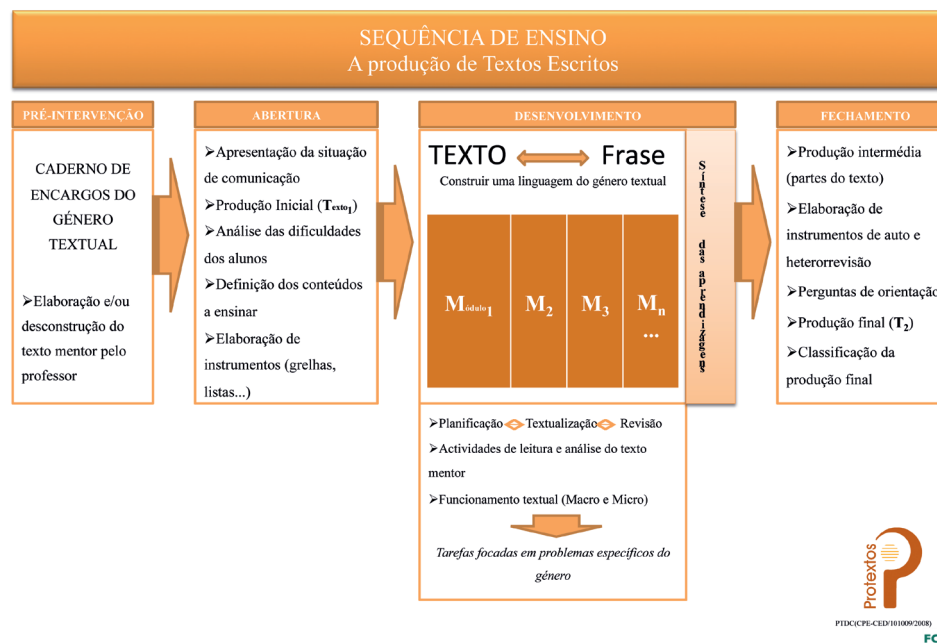 SEQUÊNCIA DE ENSINO
A produção de Textos Escritos
PRÉ-INTERVENÇÃO
CADERNO DE
ENCARGOS DO
GÉNERO
TEXTUAL
➢Elaboração e/ou
desconstrução do
texto mentor pelo
professor
ABERTURA
➢Apresentação da situação
de comunicação
➢Produção Inicial (Texto1)
➢Análise das dificuldades
dos alunos
➢Definição dos conteúdos
a ensinar
➢Elaboração de
instrumentos (grelhas,
listas...)
DESENVOLVIMENTO
TEXTO Frase
Construir uma linguagem do género textual
Módulo1 M2 M3 Mn
...
Síntese das aprendizagens
➢Planificação Textualização Revisão
➢Actividades de leitura e análise do texto
mentor
➢Funcionamento textual (Macro e Micro)
Tarefas focadas em problemas específicos do
género
FECHAMENTO
➢Produção intermédia
(partes do texto)
➢Elaboração de
instrumentos de auto e
heterorrevisão
➢Perguntas de orientação
➢Produção final (T2)
➢Classificação da
produção final
Protextos
PTDC(CPE-CED/101009/2008)
FC